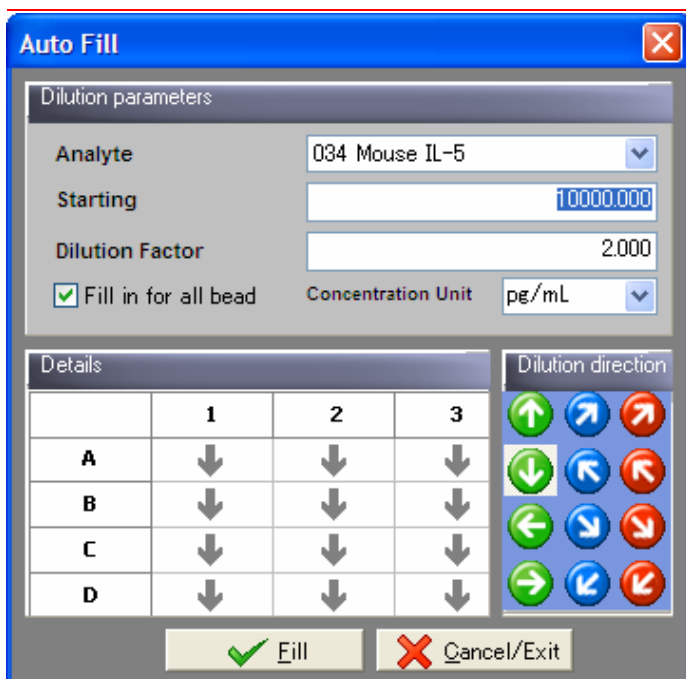 Auto Fill
Dilution parameters
Analyte 034 Mouse IL-5
Starting 10000.000
Dilution Factor 2.000
Fill in for all bead Concentration Unit pg/mL
Details Dilution direction
1 2 3
A
B
C
D
Fill Cancel/Exit